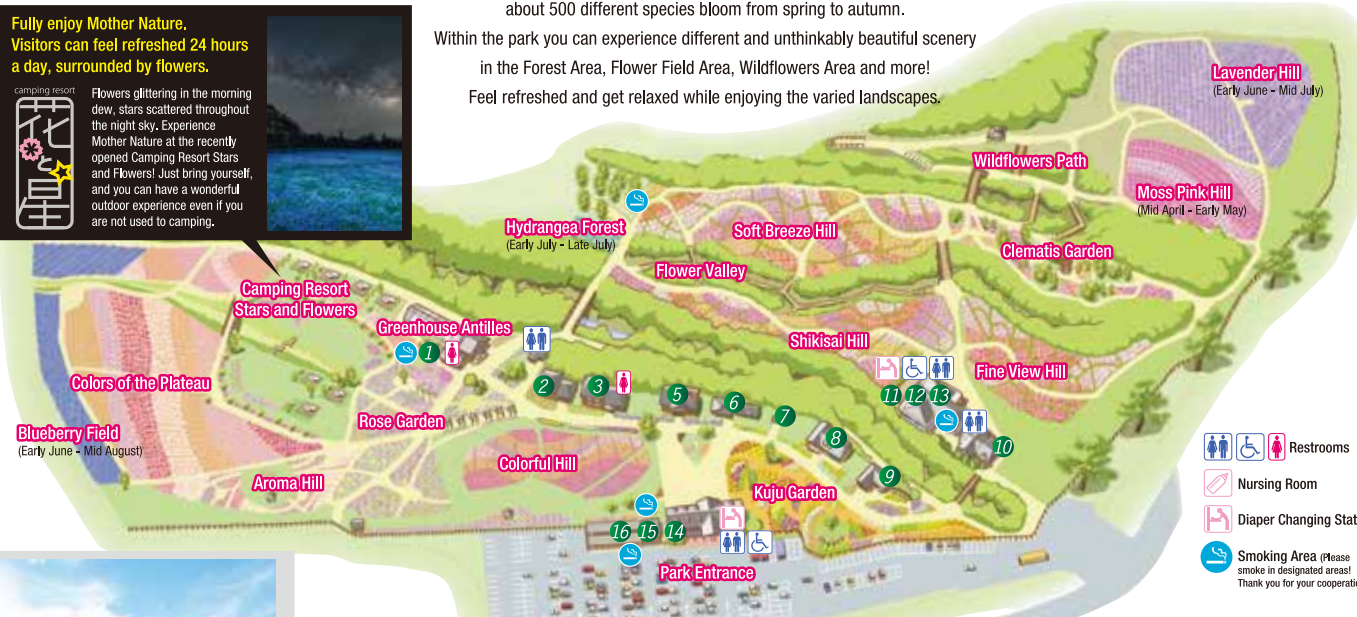 Fully enjoy Mother Nature.
Visitors can feel refreshed 24 hours
a day, surrounded by flowers.
camping resort
花と星
Flowers glittering in the morning
dew, stars scattered throughout
the night sky. Experience
Mother Nature at the recently
opened Camping Resort Stars
and Flowers! Just bring yourself,
and you can have a wonderful
outdoor experience even if you
are not used to camping.
about 500 different species bloom from spring to autumn.
Within the park you can experience different and unthinkably beautiful scenery
in the Forest Area, Flower Field Area, Wildflowers Area and more!
Feel refreshed and get relaxed while enjoying the varied landscapes.
Lavender Hill
(Early June - Mid July)
Wildflowers Path
Moss Pink Hill
(Mid April - Early May)
Hydrangea Forest
(Early July - Late July)
Soft Breeze Hill
Clematis Garden
Flower Valley
Camping Resort
Stars and Flowers
Greenhouse Antilles
Shikisai Hill
Fine View Hill
1
2
3
5
6
7
8
9
11 12 13
10
Colors of the Plateau
Rose Garden
Blueberry Field
(Early June - Mid August)
Colorful Hill
Aroma Hill
Kuju Garden
16 15 14
Park Entrance
Restrooms
Nursing Room
Diaper Changing Stat
Smoking Area (Please
smoke in designated areas!
Thank you for your cooperatio